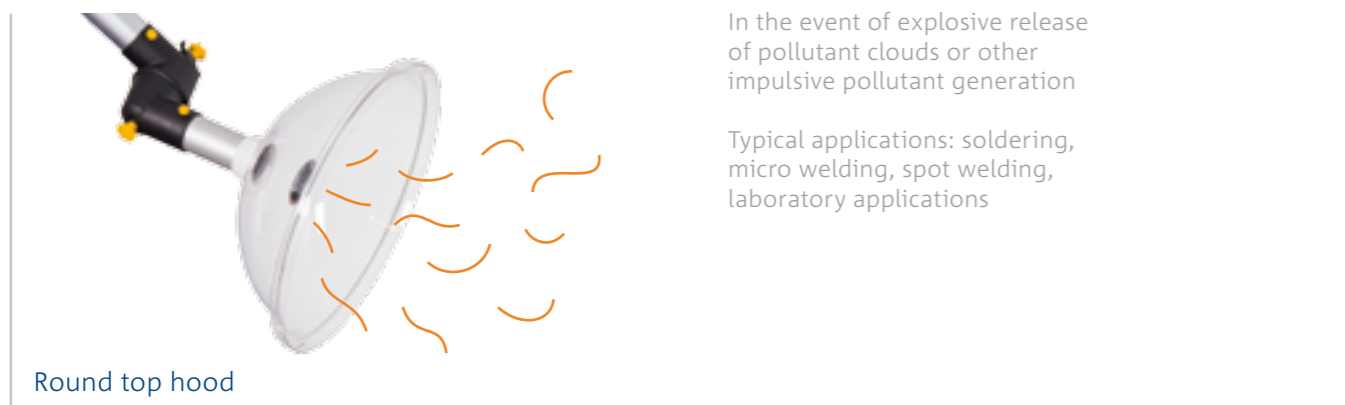 In the event of explosive release
of pollutant clouds or other
impulsive pollutant generation
Typical applications: soldering,
micro welding, spot welding,
laboratory applications
Round top hood